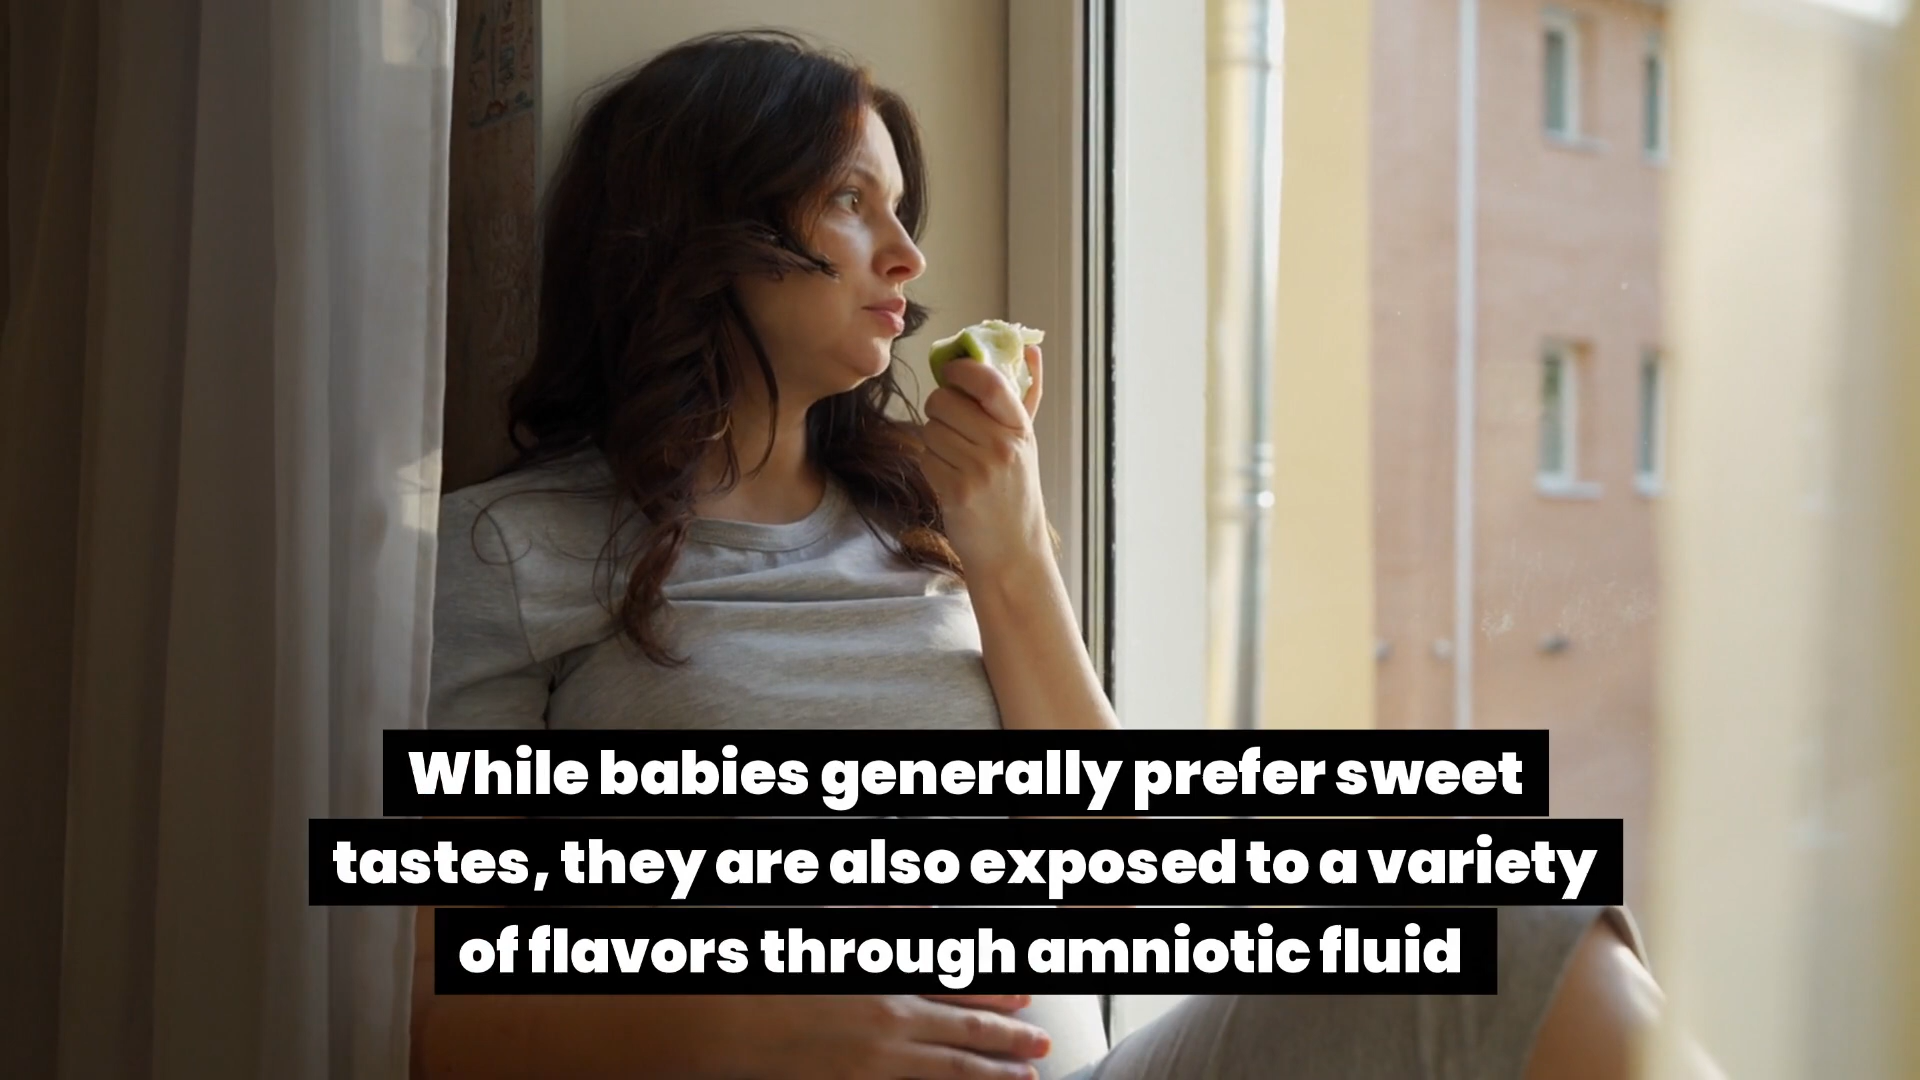 While babies generally prefer sweet
tastes, they are also exposed to a variety
of flavors through amniotic fluid